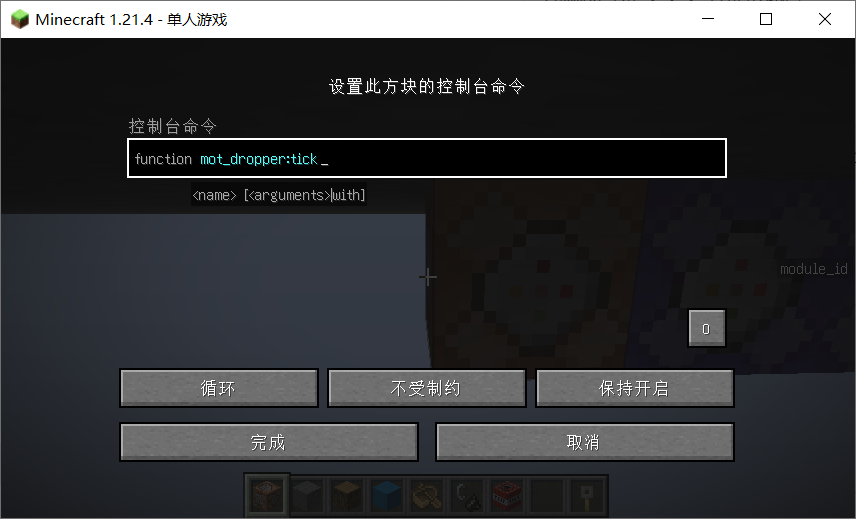 Minecraft 1.21.4 - 单人游戏
设置此方块的控制台命令
控制台命令
function mot_dropper:tick _
<name> [<arguments>|with]
module_id
0
循环
不受制约
保持开启
完成
取消